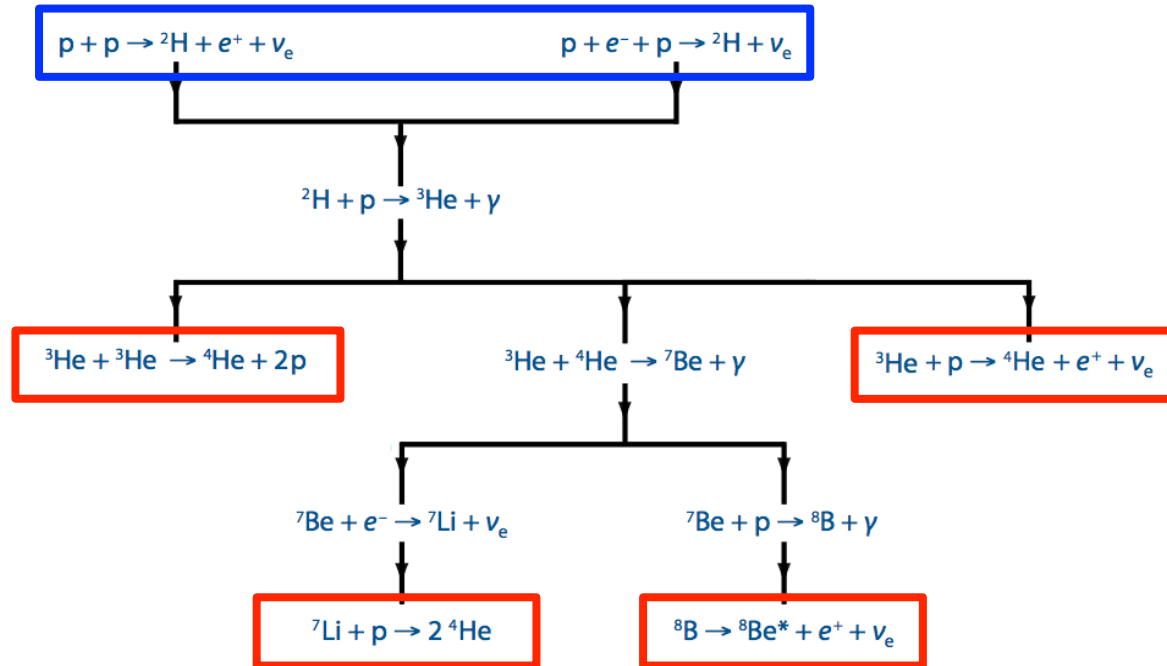 p + p → ²H + e⁺ + νₑ
p + e⁻ + p → ²H + νₑ
²H + p → ³He + γ
³He + ³He → ⁴He + 2p
³He + ⁴He → ⁷Be + γ
³He + p → ⁴He + e⁺ + νₑ
⁷Be + e⁻ → ⁷Li + νₑ
⁷Be + p → ⁸B + γ
⁷Li + p → 2 ⁴He
⁸B → ⁸Be* + e⁺ + νₑ